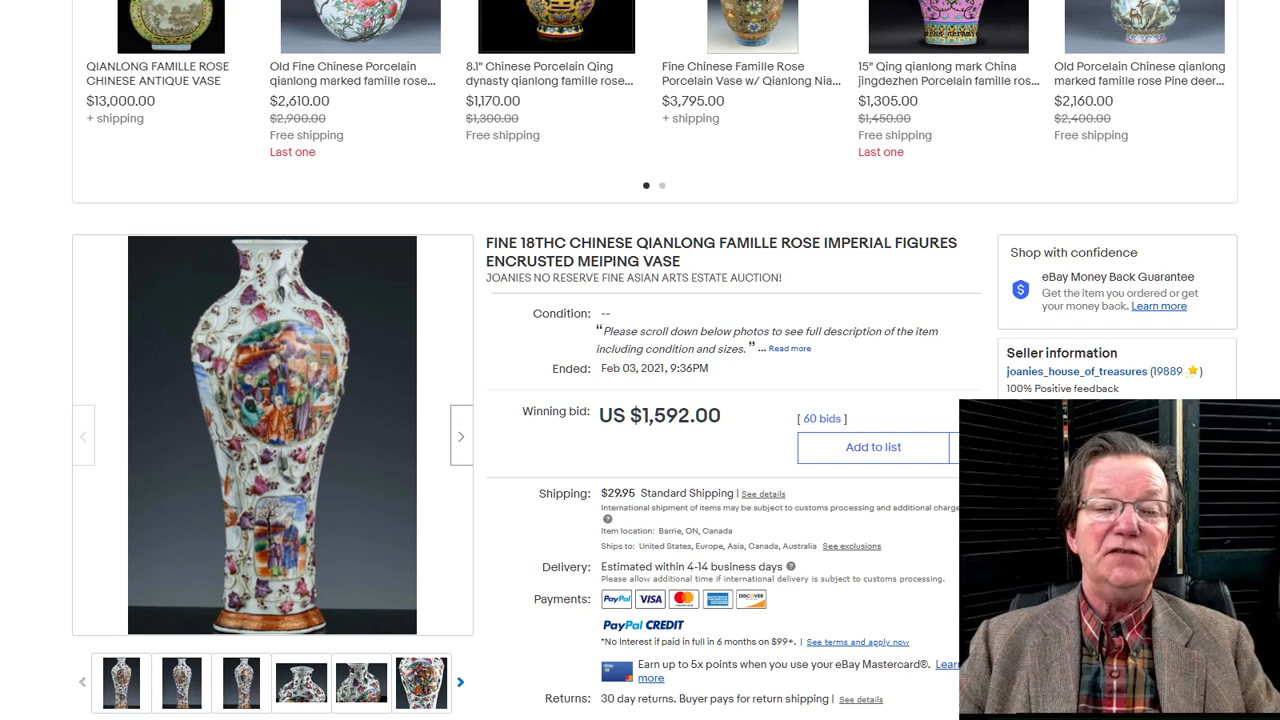 QIANLONG FAMILLE ROSE
CHINESE ANTIQUE VASE
$13,000.00
+ shipping
Old Fine Chinese Porcelain
qianlong marked famille rose...
$2,610.00
$2,900.00
Free shipping
Last one
8.1" Chinese Porcelain Qing
dynasty qianlong famille rose...
$1,170.00
$1,300.00
Free shipping
Fine Chinese Famille Rose
Porcelain Vase w/ Qianlong Nia...
$3,795.00
+ shipping
15" Qing qianlong mark China
jingdezhen Porcelain famille ros...
$1,305.00
$1,450.00
Free shipping
Last one
Old Porcelain Chinese qianlong
marked famille rose Pine deer...
$2,160.00
$2,400.00
Free shipping
FINE 18THC CHINESE QIANLONG FAMILLE ROSE IMPERIAL FIGURES
ENCRUSTED MEIPING VASE
JOANIES NO RESERVE FINE ASIAN ARTS ESTATE AUCTION!
Condition: --
"Please scroll down below photos to see full description of the item
including condition and sizes. " ... Read more
Ended: Feb 03, 2021, 9:36PM
Winning bid: US $1,592.00 [ 60 bids ]
Add to list
Shipping: $29.95 Standard Shipping | See details
International shipment of items may be subject to customs processing and additional charge
Item location: Barrie, ON, Canada
Ships to: United States, Europe, Asia, Canada, Australia See exclusions
Delivery: Estimated within 4-14 business days
Please allow additional time if international delivery is subject to customs processing.
Payments: PayPal VISA MasterCard DISCOVER
PayPal CREDIT
*No Interest if paid in full in 6 months on $99+. | See terms and apply now
Earn up to 5x points when you use your eBay Mastercard®. Learn
more
Returns: 30 day returns. Buyer pays for return shipping | See details
Shop with confidence
eBay Money Back Guarantee
Get the item you ordered or get
your money back. Learn more
Seller information
joanies_house_of_treasures (19889 )
100% Positive feedback